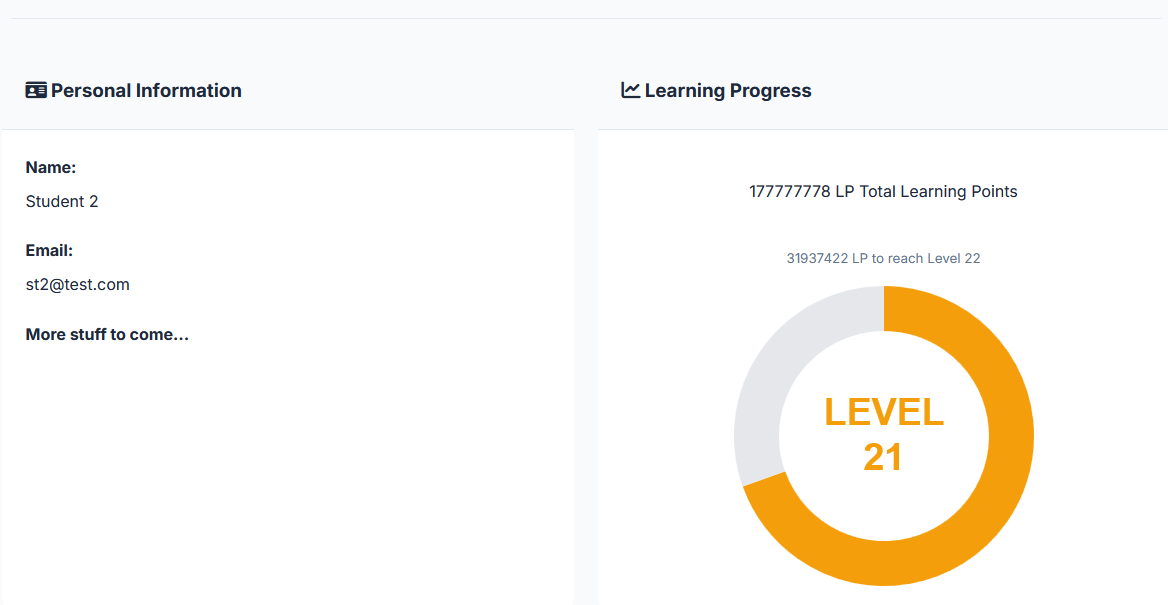 Personal Information
Name:
Student 2
Email:
st2@test.com
More stuff to come...
Learning Progress
177777778 LP Total Learning Points
31937422 LP to reach Level 22
LEVEL
21